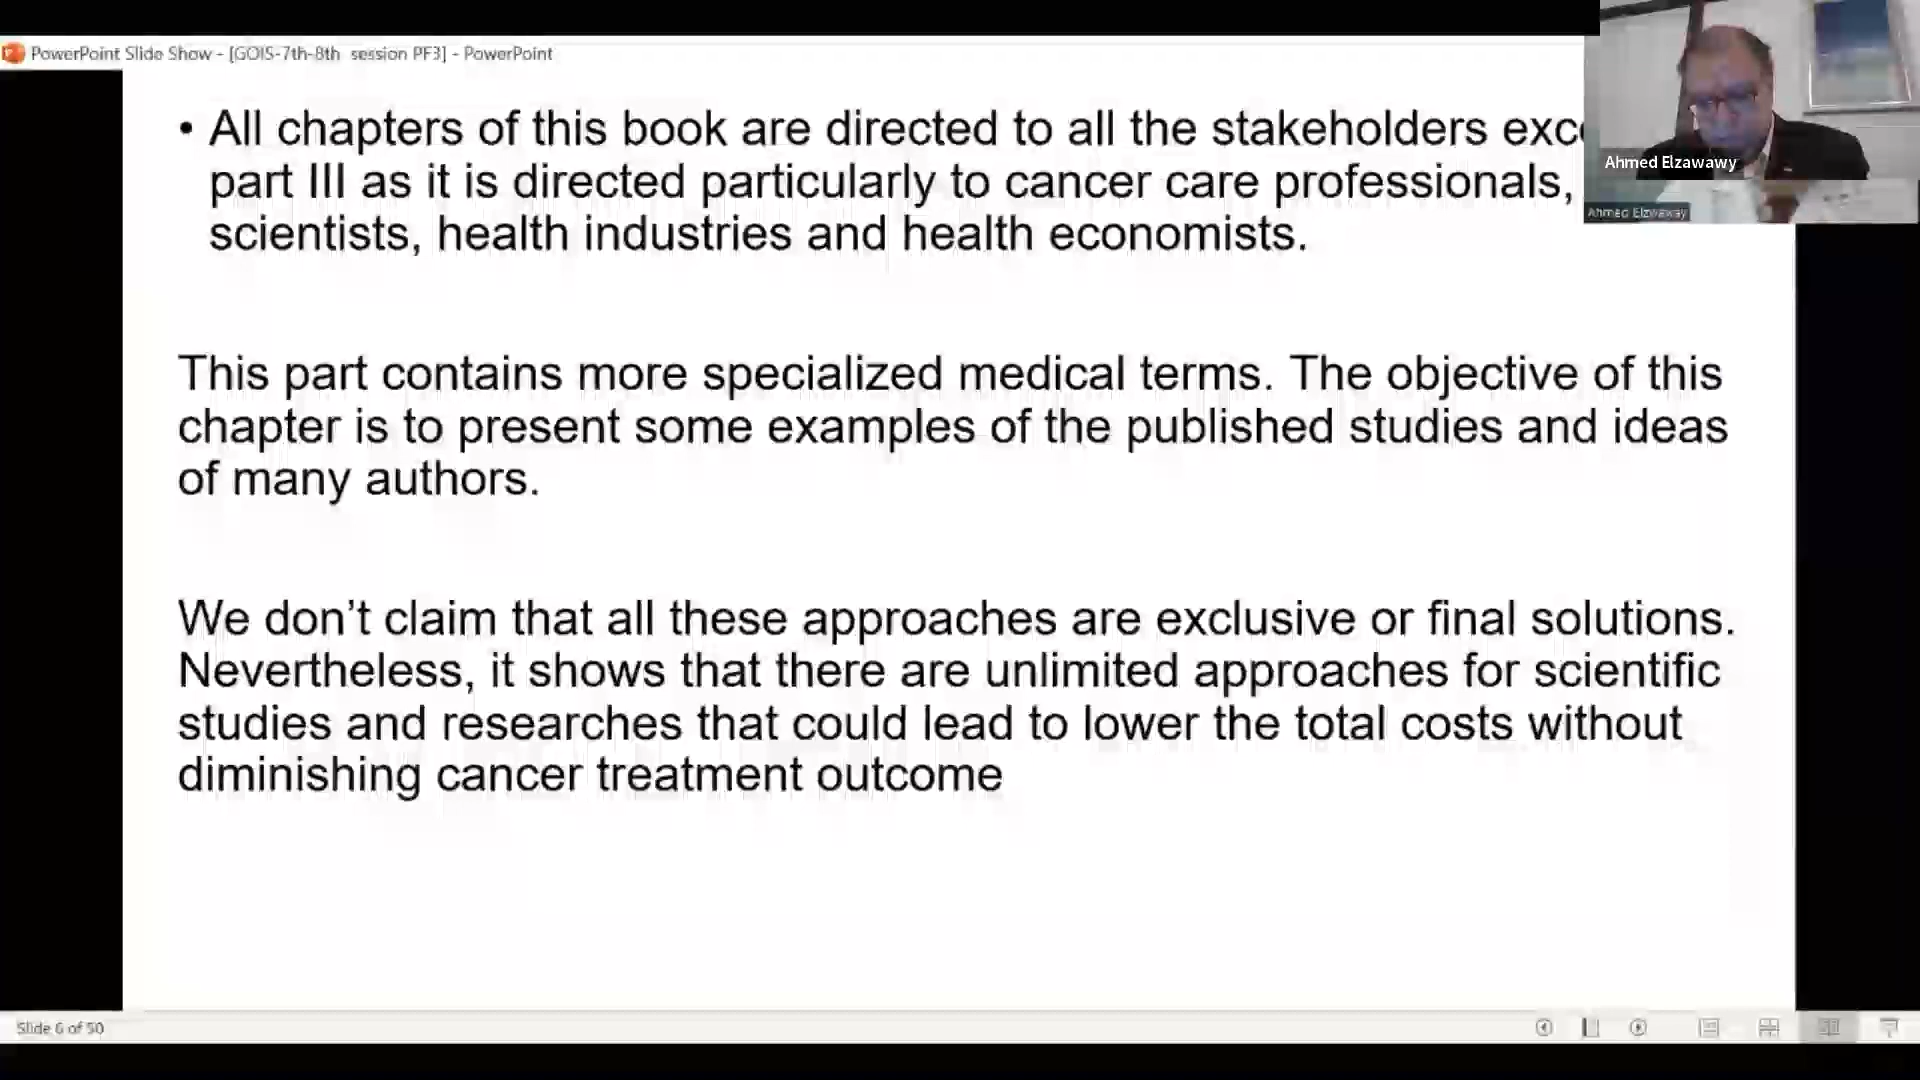 PowerPoint Slide Show - [GOIS-7th-8th session PF3] - PowerPoint
• All chapters of this book are directed to all the stakeholders
part III as it is directed particularly to cancer care professionals,
scientists, health industries and health economists.
This part contains more specialized medical terms. The objective of this
chapter is to present some examples of the published studies and ideas
of many authors.
We don’t claim that all these approaches are exclusive or final solutions.
Nevertheless, it shows that there are unlimited approaches for scientific
studies and researches that could lead to lower the total costs without
diminishing cancer treatment outcome
Ahmed Elzawawy
Ahmed Elzawaway
Slide 6 of 50